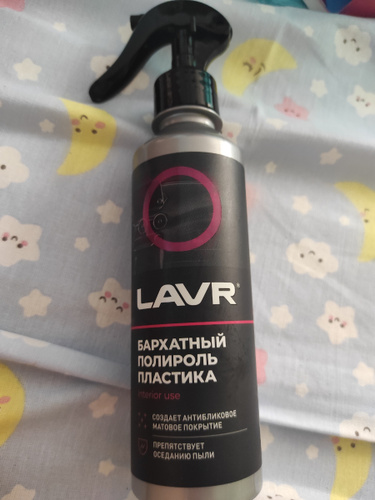 LAVR®
БАРХАТНЫЙ
ПОЛИРОЛЬ
ПЛАСТИКА
interior use
СОЗДАЕТ АНТИБЛИКОВОЕ
МАТОВОЕ ПОКРЫТИЕ
ПРЕПЯТСТВУЕТ
ОСЕДАНИЮ ПЫЛИ